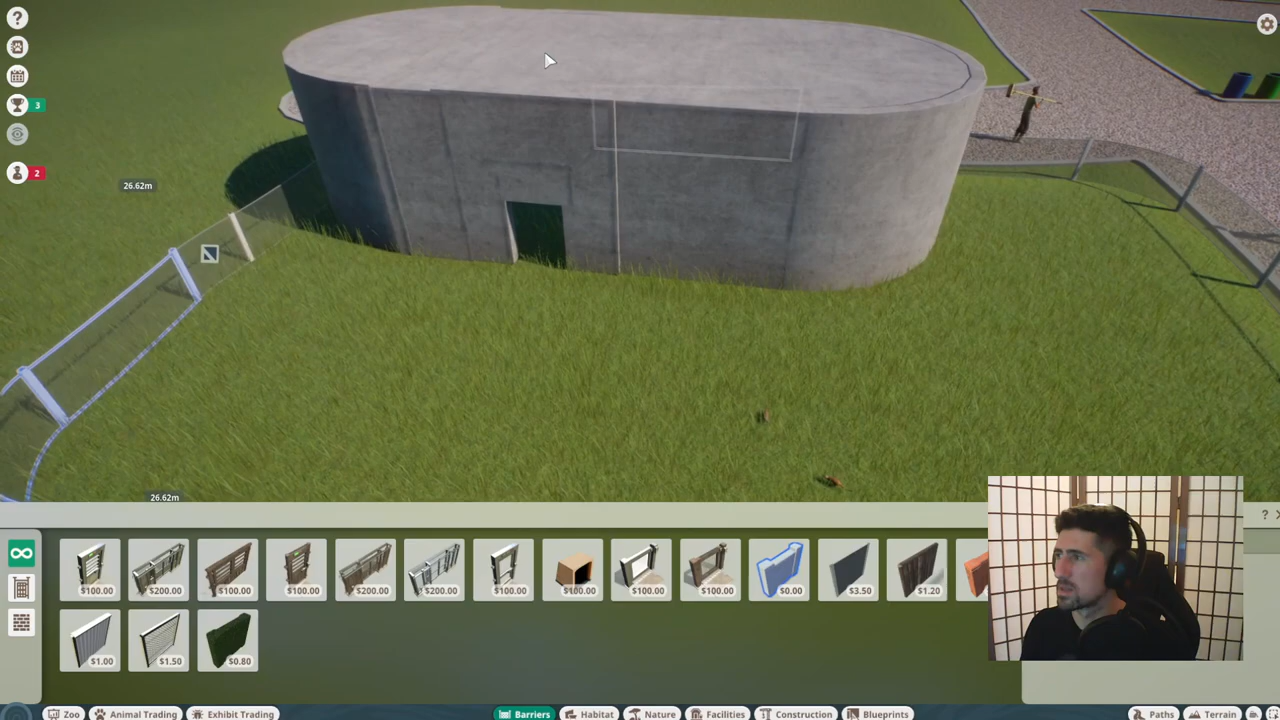 ?
3
2
26.62m
26.62m
?
$100.00 $200.00 $100.00 $100.00 $200.00 $200.00 $100.00 $100.00 $100.00 $100.00 $0.00 $3.50 $1.20
$1.00 $1.50 $0.80
Zoo Animal Trading Exhibit Trading Barriers Habitat Nature Facilities Construction Blueprints Paths Terrain